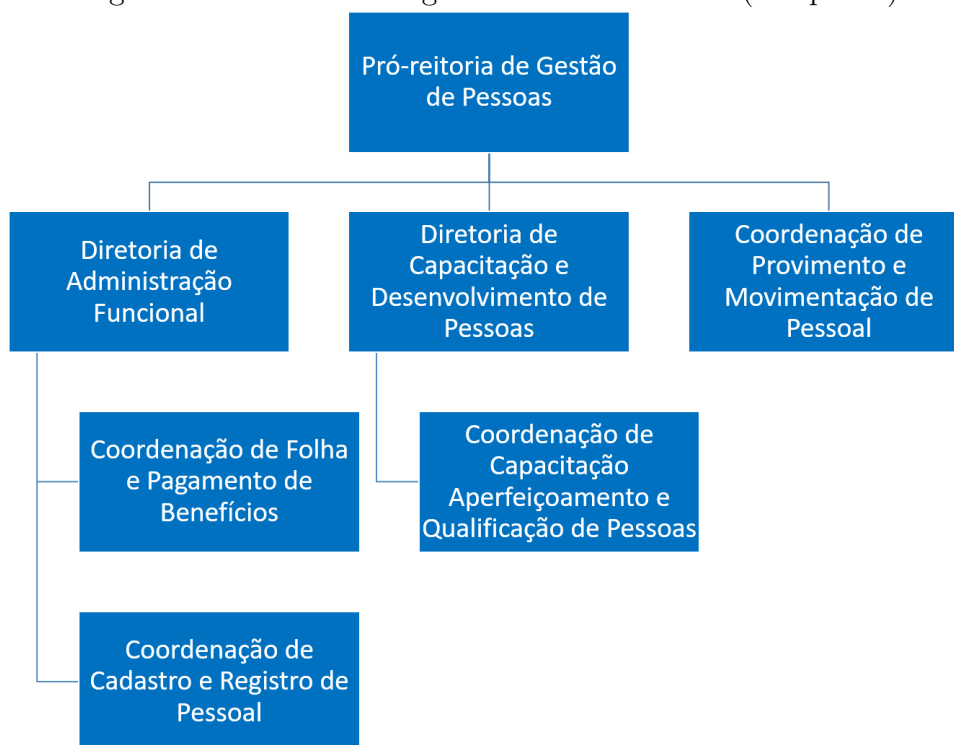 Pró-reitoria de Gestão
de Pessoas
Diretoria de
Administração
Funcional
Diretoria de
Capacitação e
Desenvolvimento de
Pessoas
Coordenação de
Provimento e
Movimentação de
Pessoal
Coordenação de Folha
e Pagamento de
Benefícios
Coordenação de
Capacitação
Aperfeiçoamento e
Qualificação de Pessoas
Coordenação de
Cadastro e Registro de
Pessoal